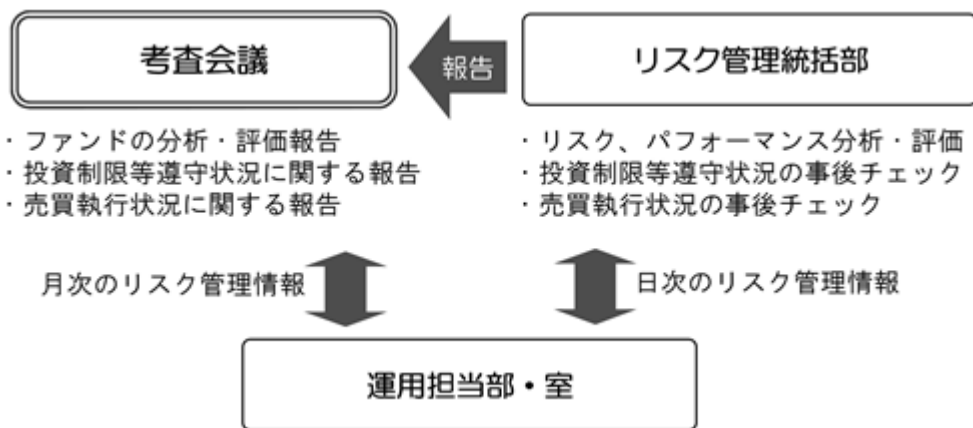 考査会議
報告
リスク管理統括部
・ファンドの分析・評価報告
・投資制限等遵守状況に関する報告
・売買執行状況に関する報告
・リスク、パフォーマンス分析・評価
・投資制限等遵守状況の事後チェック
・売買執行状況の事後チェック
月次のリスク管理情報
日次のリスク管理情報
運用担当部・室